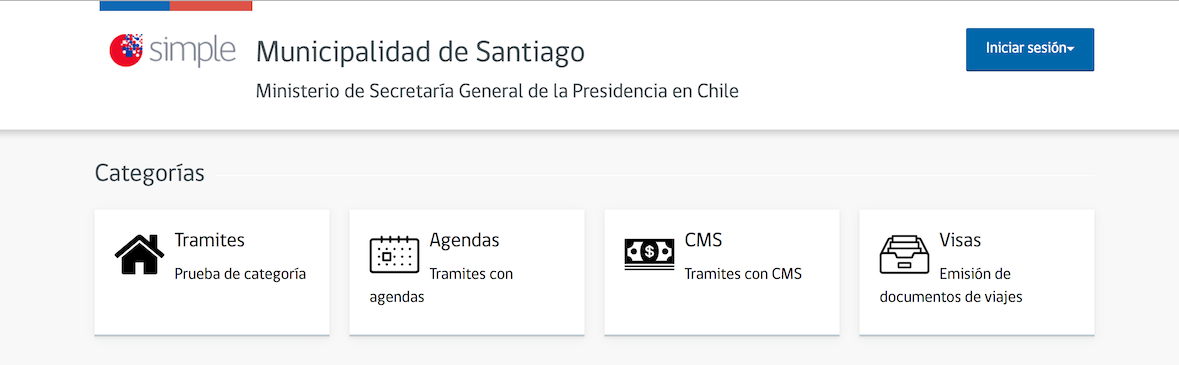 simple
Municipalidad de Santiago
Ministerio de Secretaría General de la Presidencia en Chile
Iniciar sesión
Categorías
Tramites
Prueba de categoría
Agendas
Tramites con
agendas
CMS
Tramites con CMS
Visas
Emisión de
documentos de viajes